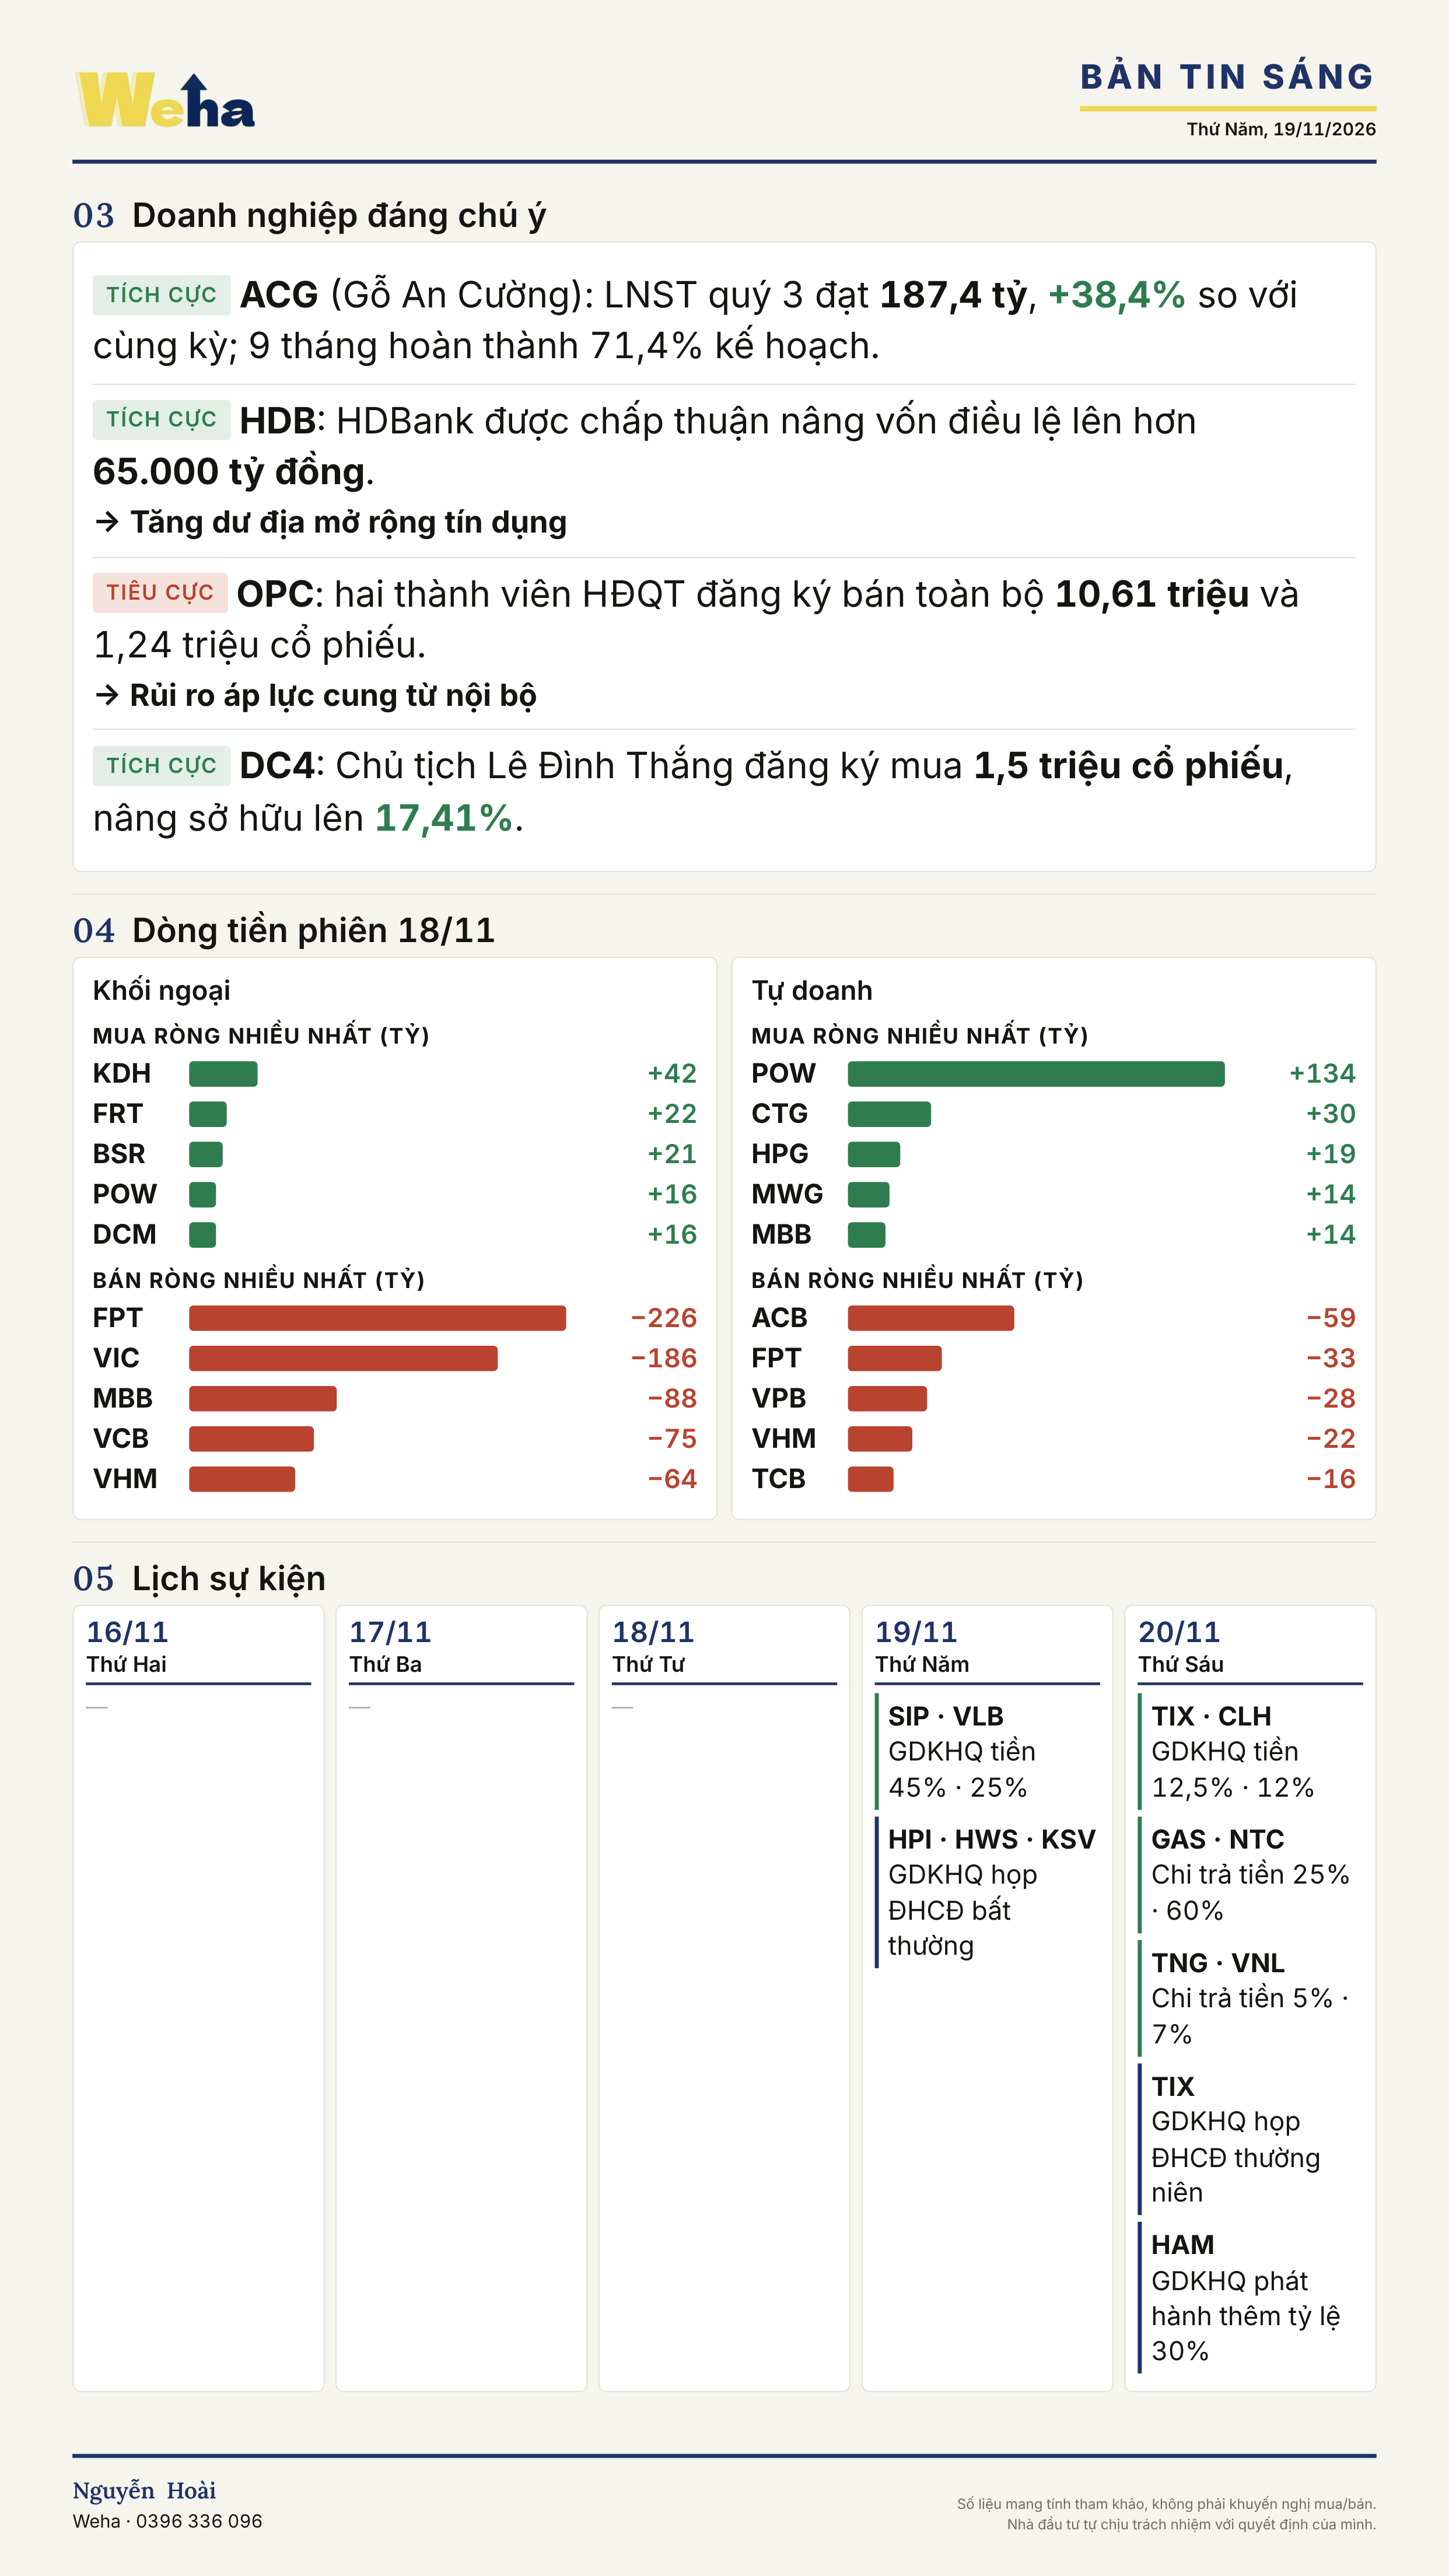 Weha
BẢN TIN SÁNG
Thứ Năm, 19/11/2026
03 Doanh nghiệp đáng chú ý
TÍCH CỰC ACG (Gỗ An Cường): LNST quý 3 đạt 187,4 tỷ, +38,4% so với
cùng kỳ; 9 tháng hoàn thành 71,4% kế hoạch.
TÍCH CỰC HDB: HDBank được chấp thuận nâng vốn điều lệ lên hơn
65.000 tỷ đồng.
→ Tăng dư địa mở rộng tín dụng
TIÊU CỰC OPC: hai thành viên HĐQT đăng ký bán toàn bộ 10,61 triệu và
1,24 triệu cổ phiếu.
→ Rủi ro áp lực cung từ nội bộ
TÍCH CỰC DC4: Chủ tịch Lê Đình Thắng đăng ký mua 1,5 triệu cổ phiếu,
nâng sở hữu lên 17,41%.
04 Dòng tiền phiên 18/11
Khối ngoại
MUA RÒNG NHIỀU NHẤT (TỶ)
KDH +42
FRT +22
BSR +21
POW +16
DCM +16
BÁN RÒNG NHIỀU NHẤT (TỶ)
FPT −226
VIC −186
MBB −88
VCB −75
VHM −64
Tự doanh
MUA RÒNG NHIỀU NHẤT (TỶ)
POW +134
CTG +30
HPG +19
MWG +14
MBB +14
BÁN RÒNG NHIỀU NHẤT (TỶ)
ACB −59
FPT −33
VPB −28
VHM −22
TCB −16
05 Lịch sự kiện
16/11
Thứ Hai
—
17/11
Thứ Ba
—
18/11
Thứ Tư
—
19/11
Thứ Năm
SIP · VLB
GDKHQ tiền
45% · 25%
HPI · HWS · KSV
GDKHQ họp
ĐHCĐ bất
thường
20/11
Thứ Sáu
TIX · CLH
GDKHQ tiền
12,5% · 12%
GAS · NTC
Chi trả tiền 25%
· 60%
TNG · VNL
Chi trả tiền 5% ·
7%
TIX
GDKHQ họp
ĐHCĐ thường
niên
HAM
GDKHQ phát
hành thêm tỷ lệ
30%
Nguyễn Hoài
Weha · 0396 336 096
Số liệu mang tính tham khảo, không phải khuyến nghị mua/bán.
Nhà đầu tư tự chịu trách nhiệm với quyết định của mình.